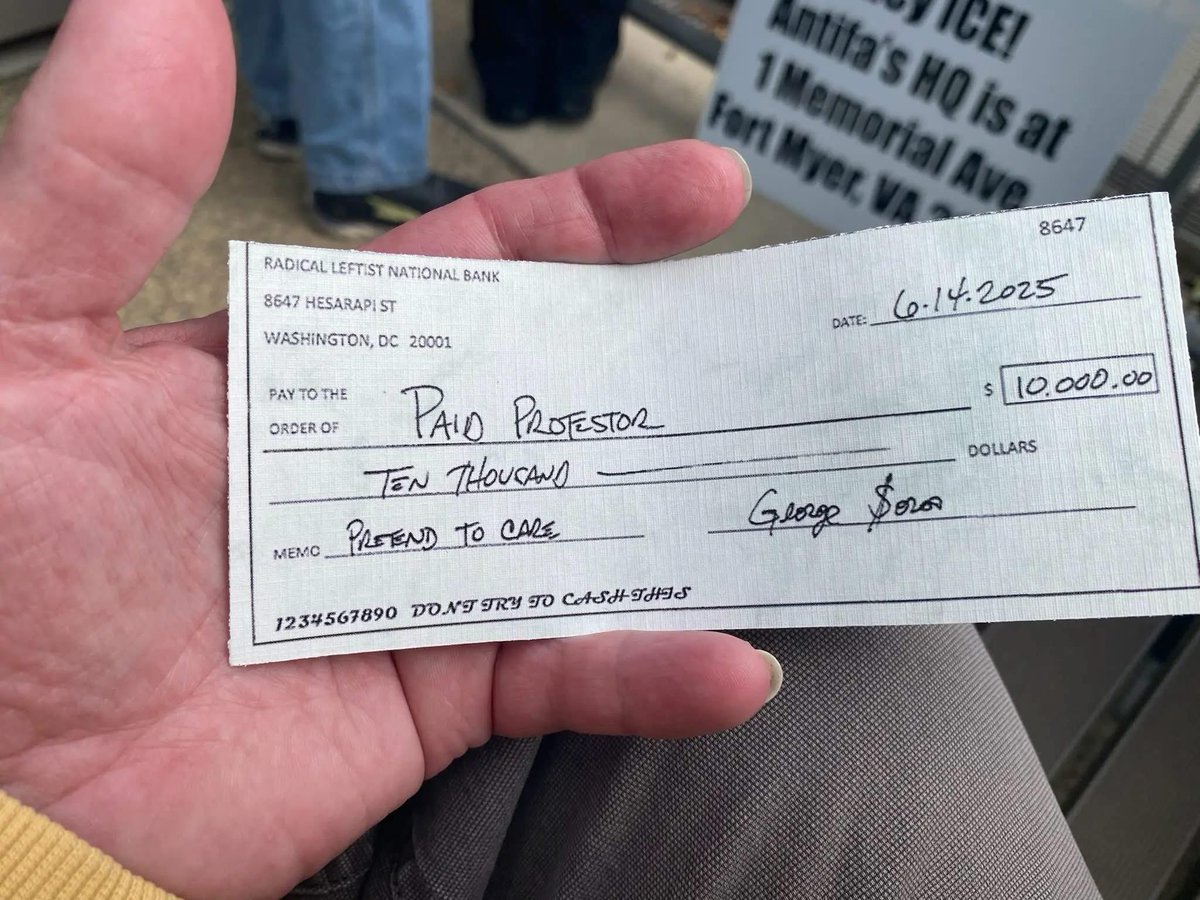 ICE!
Antifa's HQ is at
1 Memorial Ave
Fort Myer, VA
8647
RADICAL LEFTIST NATIONAL BANK
8647 HESARAPI ST
WASHINGTON, DC 20001
DATE: 6.14.2025
PAY TO THE
ORDER OF PAID PROTESTOR
$ 10.000.00
TEN THOUSAND DOLLARS
MEMO PRETEND TO CARE
George $oros
1234567890 DON'T TRY TO CASH THIS